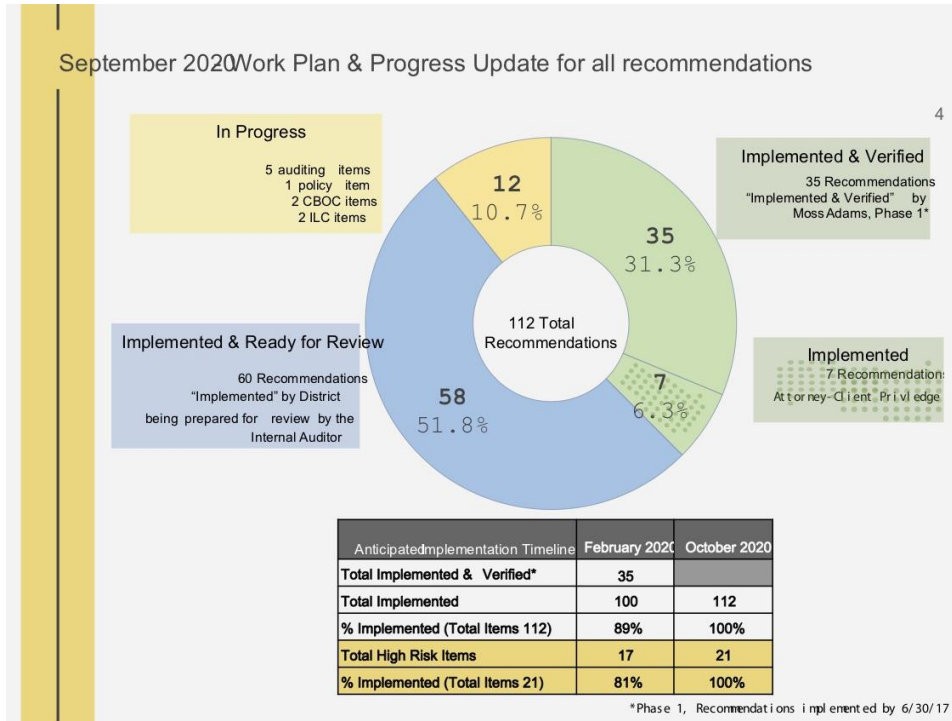 September 2020 - Work Plan & Progress Update for all recommendations
4
In Progress
5 auditing items
1 policy item
2 CBOC items
2 ILC items
Implemented & Verified
35 Recommendations
“Implemented & Verified” by
Moss Adams, Phase 1*
Implemented & Ready for Review
60 Recommendations
“Implemented” by District
being prepared for review by the
Internal Auditor
Implemented
7 Recommendations
Attorney-Client Privledge
12
10.7%
35
31.3%
112 Total
Recommendations
7
6.3%
58
51.8%
Anticipated Implementation Timeline February 2020 October 2020
Total Implemented & Verified* 35
Total Implemented 100 112
% Implemented (Total Items 112) 89% 100%
Total High Risk Items 17 21
% Implemented (Total Items 21) 81% 100%
*Phase 1, Recommendations implemented by 6/30/17